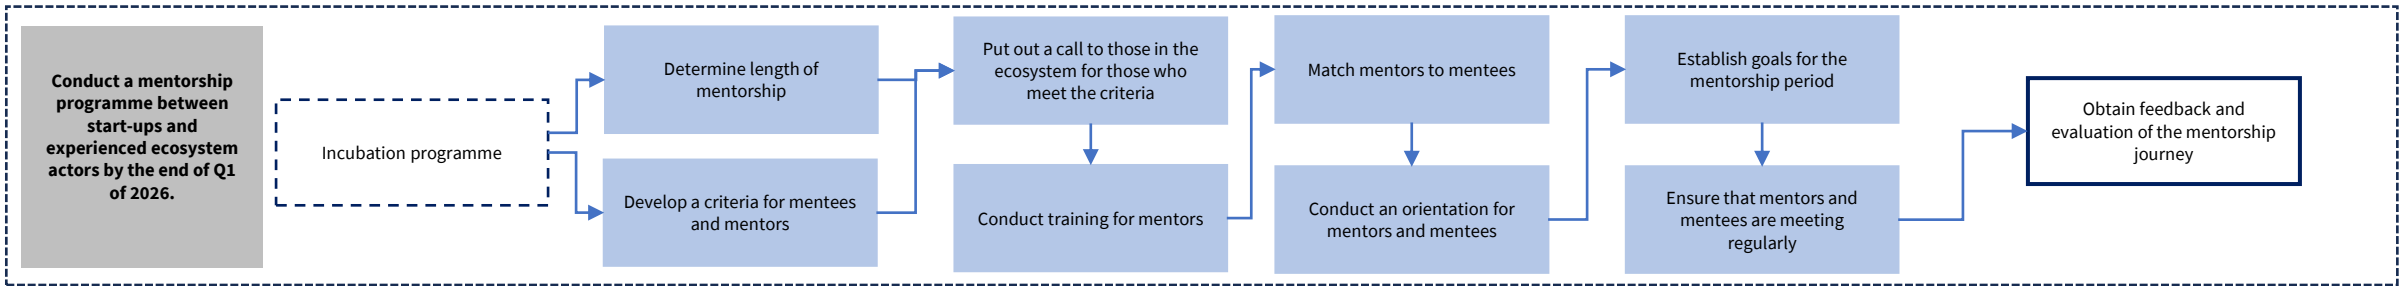 Conduct a mentorship
programme between
start-ups and
experienced ecosystem
actors by the end of Q1
of 2026.
Incubation programme
Determine length of
mentorship
Develop a criteria for mentees
and mentors
Put out a call to those in the
ecosystem for those who
meet the criteria
Conduct training for mentors
Match mentors to mentees
Conduct an orientation for
mentors and mentees
Establish goals for the
mentorship period
Ensure that mentors and
mentees are meeting
regularly
Obtain feedback and
evaluation of the mentorship
journey